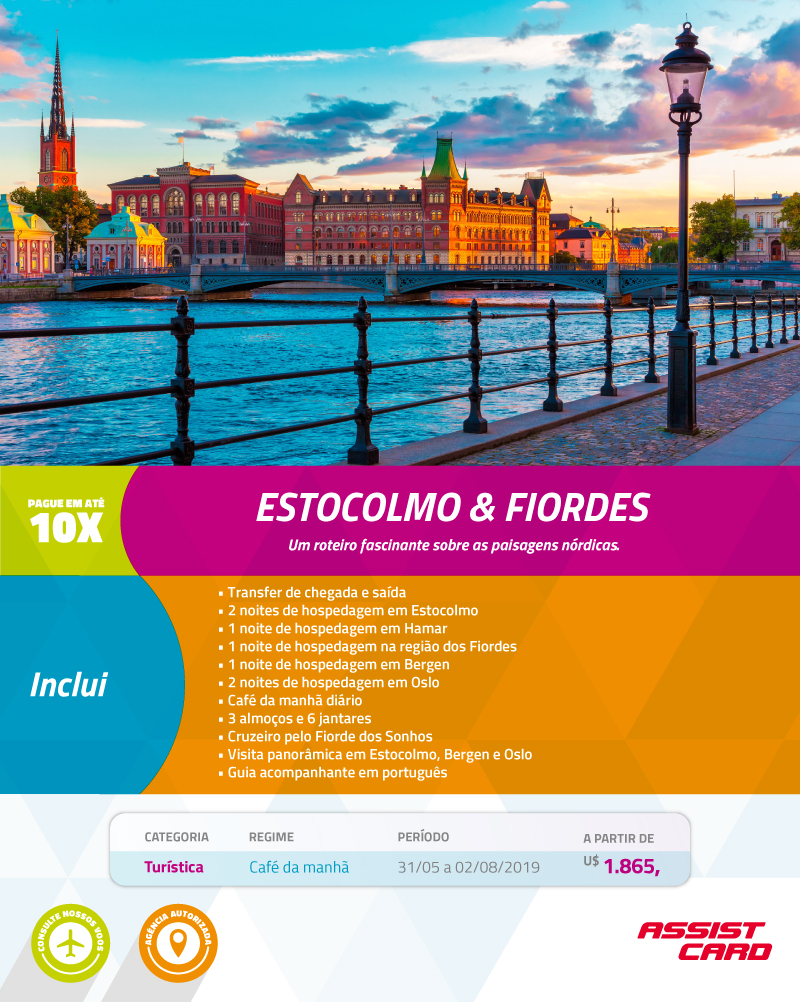 PAGUE EM ATÉ
10X
ESTOCOLMO & FIORDES
Um roteiro fascinante sobre as paisagens nórdicas.
Inclui
▪ Transfer de chegada e saída
▪ 2 noites de hospedagem em Estocolmo
▪ 1 noite de hospedagem em Hamar
▪ 1 noite de hospedagem na região dos Fiordes
▪ 1 noite de hospedagem em Bergen
▪ 2 noites de hospedagem em Oslo
▪ Café da manhã diário
▪ 3 almoços e 6 jantares
▪ Cruzeiro pelo Fiorde dos Sonhos
▪ Visita panorâmica em Estocolmo, Bergen e Oslo
▪ Guia acompanhante em português
CATEGORIA REGIME PERÍODO A PARTIR DE
Turística Café da manhã 31/05 a 02/08/2019 U$ 1.865,
CONSULTE NOSSOS VOOS
AGÊNCIA AUTORIZADA
ASSIST
CARD